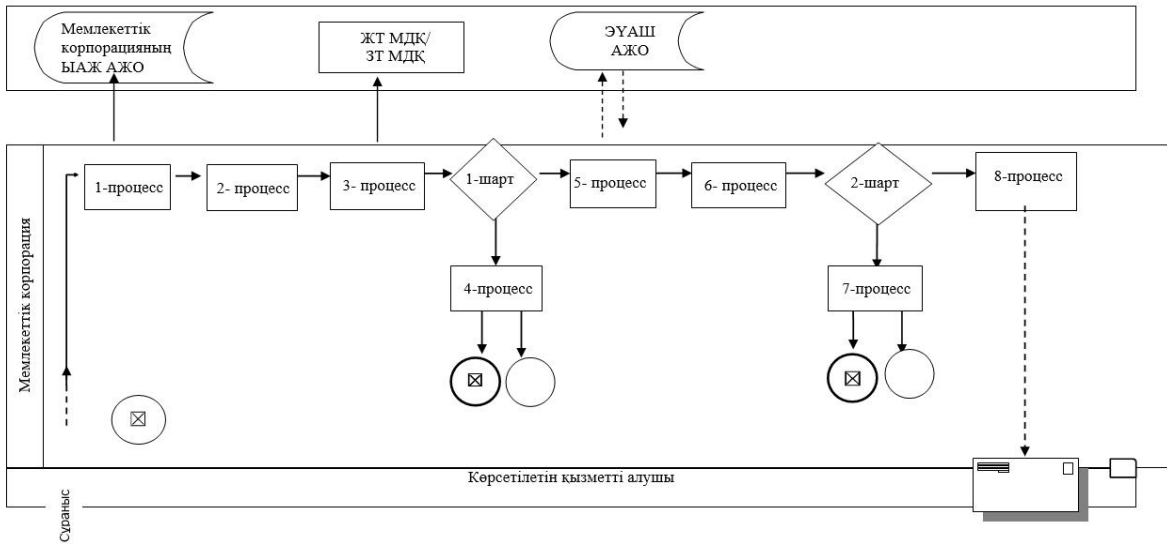 Мемлекеттік
корпорацияның
ЫАЖ АЖО
ЖТ МДҚ/
ЗТ МДҚ
ЭҮАШ
АЖО
Мемлекеттік корпорация
1-процесс
2- процесс
3- процесс
1-шарт
5- процесс
6- процесс
2-шарт
8-процесс
4-процесс
7-процесс
Көрсетілетін қызметті алушы
Сұраныс